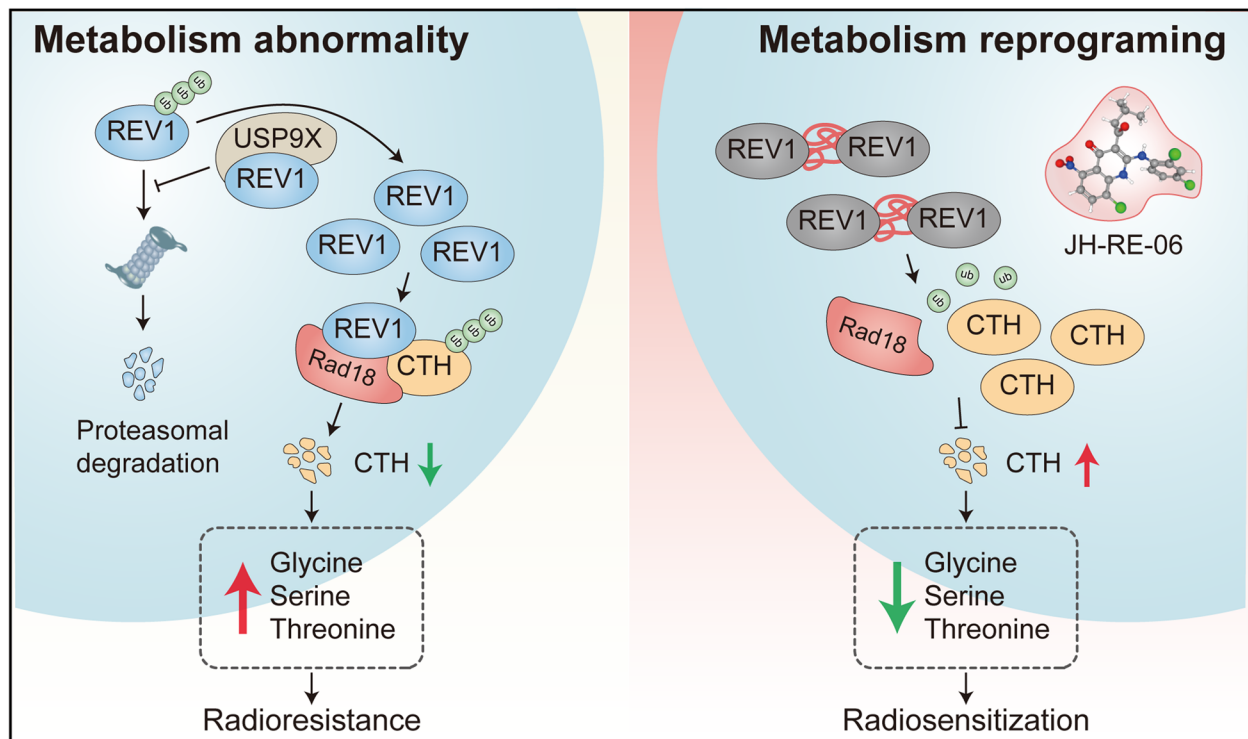 Metabolism abnormality
ub ub ub
REV1
USP9X
REV1
REV1
REV1
REV1
REV1
ub ub ub
Rad18
CTH
Proteasomal
degradation
CTH
Glycine
Serine
Threonine
Radioresistance
Metabolism reprograming
REV1
REV1
REV1
REV1
JH-RE-06
ub
ub
ub
Rad18
CTH
CTH
CTH
CTH
Glycine
Serine
Threonine
Radiosensitization